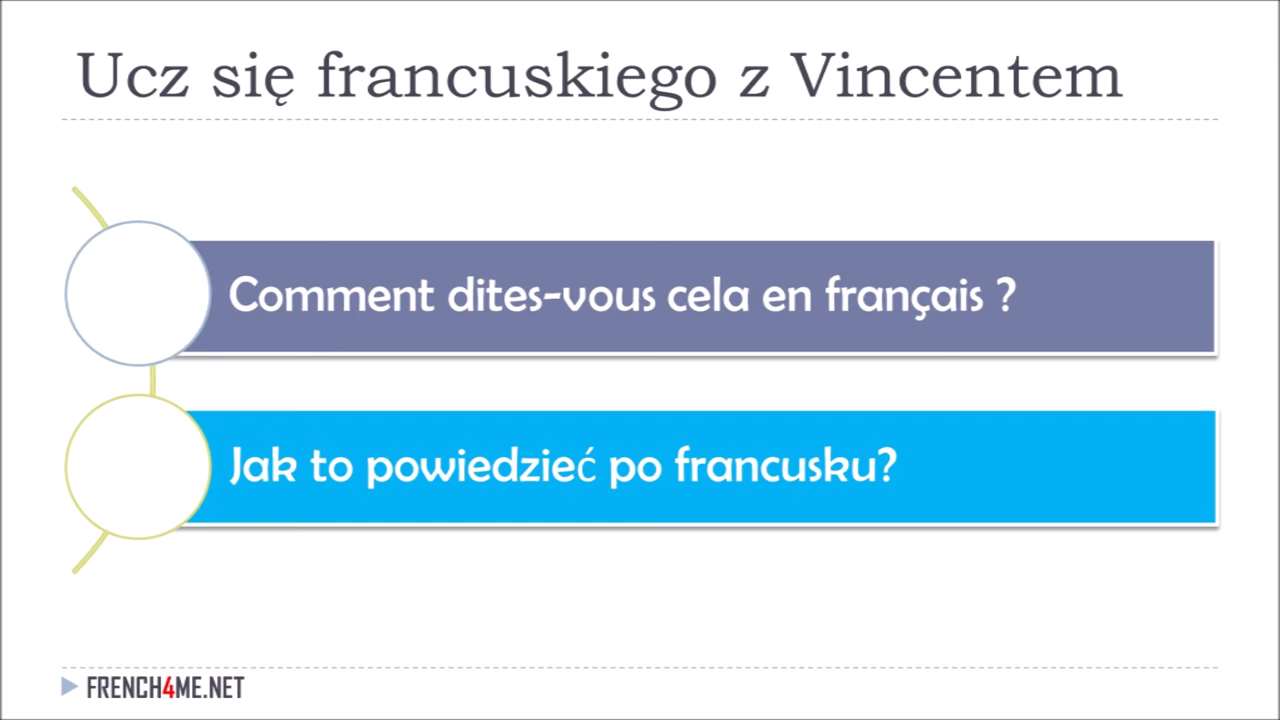 Ucz się francuskiego z Vincentem
Comment dites-vous cela en français ?
Jak to powiedzieć po francusku?
FRENCH4ME.NET